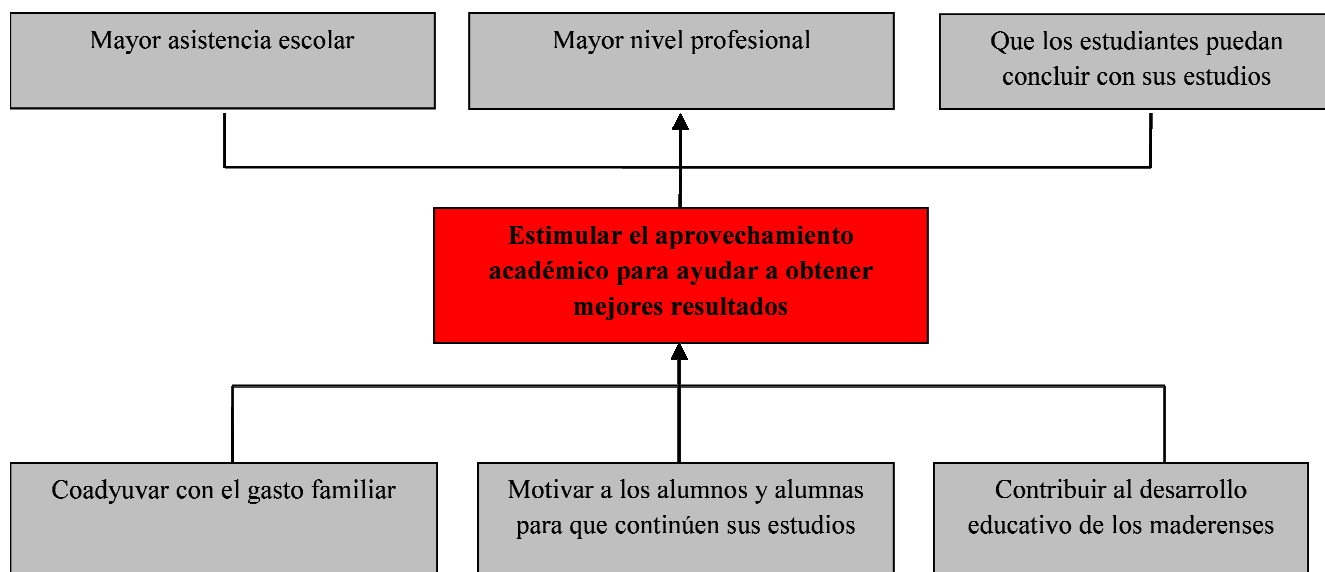 Mayor asistencia escolar
Mayor nivel profesional
Que los estudiantes puedan
concluir con sus estudios
Estimular el aprovechamiento
académico para ayudar a obtener
mejores resultados
Coadyuvar con el gasto familiar
Motivar a los alumnos y alumnas
para que continúen sus estudios
Contribuir al desarrollo
educativo de los maderenses